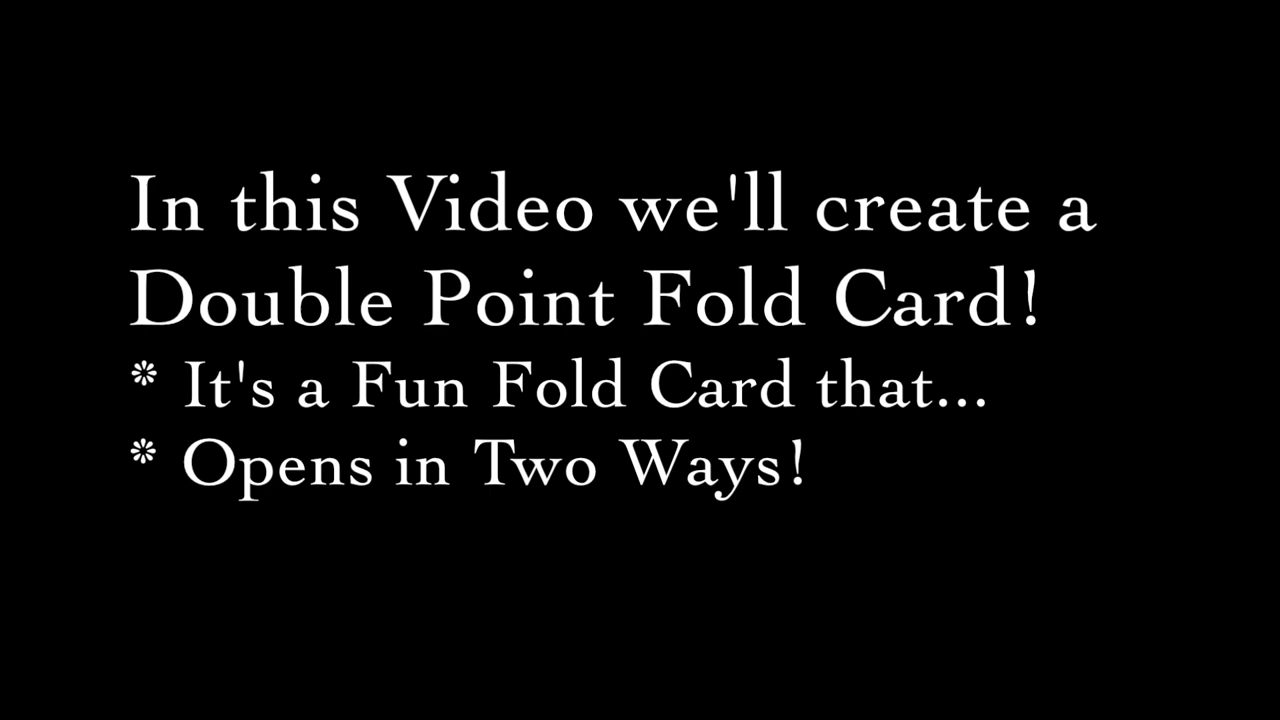 In this Video we'll create a
Double Point Fold Card!
* It's a Fun Fold Card that...
* Opens in Two Ways!